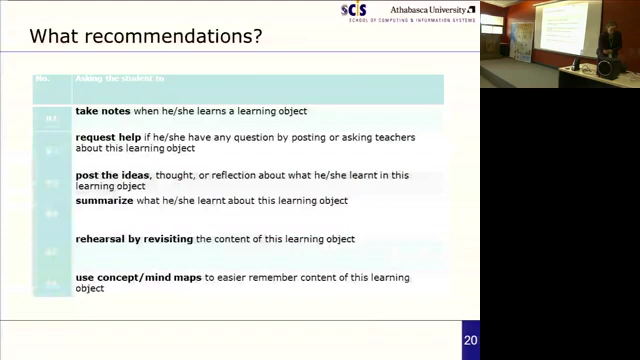 SCIS
Athabasca University
SCHOOL OF COMPUTING & INFORMATION SYSTEMS
What recommendations?
No. Asking the student to
take notes when he/she learns a learning object
request help if he/she have any question by posting or asking teachers
about this learning object
post the ideas, thought, or reflection about what he/she learnt in this
learning object
summarize what he/she learnt about this learning object
rehearsal by revisiting the content of this learning object
use concept/mind maps to easier remember content of this learning
object
20